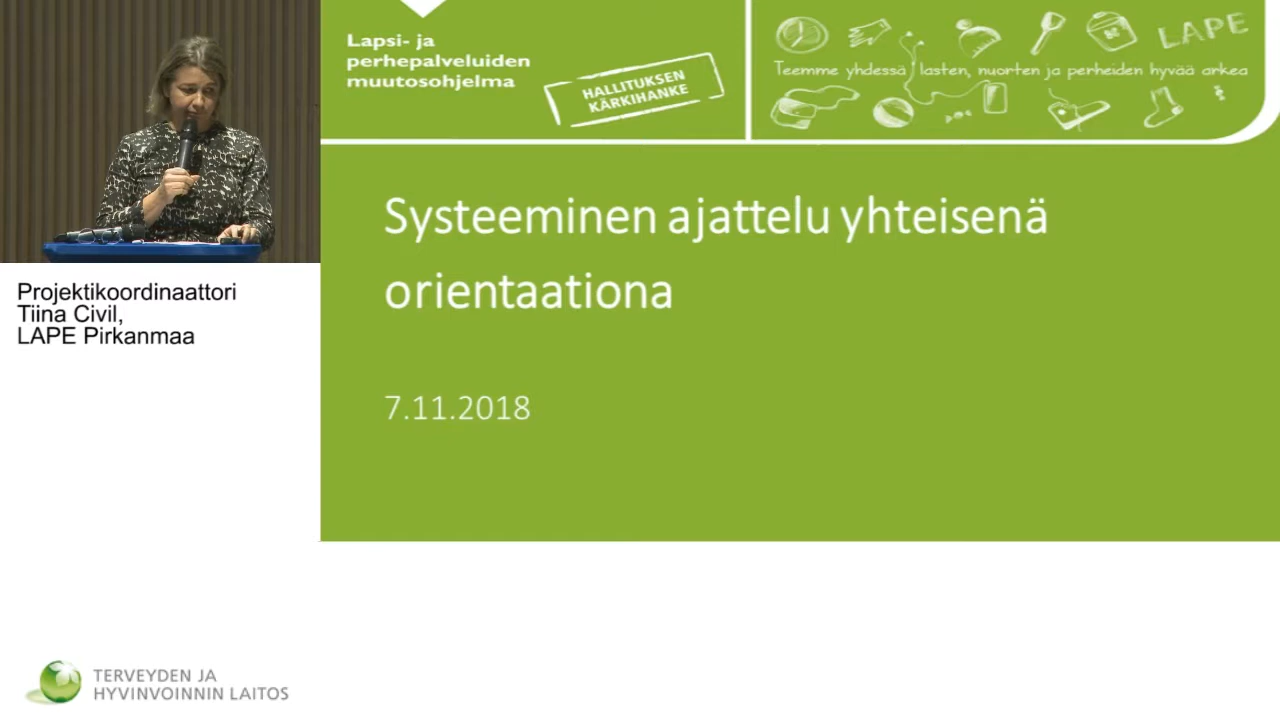 Lapsi- ja
perhepalveluiden
muutosohjelma
HALLITUKSEN
KÄRKIHANKE
LAPE
Teemme yhdessä lasten, nuorten ja perheiden hyvää arkea
Systeeminen ajattelu yhteisenä
orientaationa
7.11.2018
Projektikoordinaattori
Tiina Civil,
LAPE Pirkanmaa
TERVEYDEN JA
HYVINVOINNIN LAITOS